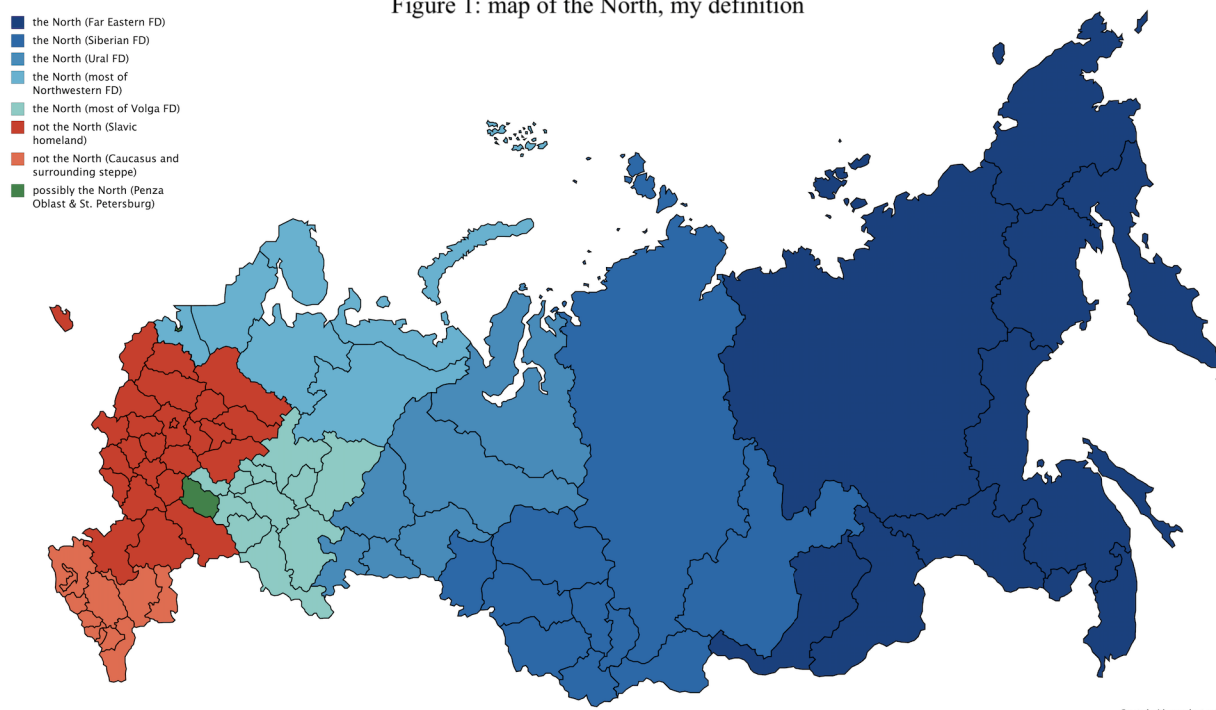 Figure 1: map of the North, my definition
the North (Far Eastern FD)
the North (Siberian FD)
the North (Ural FD)
the North (most of
Northwestern FD)
the North (most of Volga FD)
not the North (Slavic
homeland)
not the North (Caucasus and
surrounding steppe)
possibly the North (Penza
Oblast & St. Petersburg)